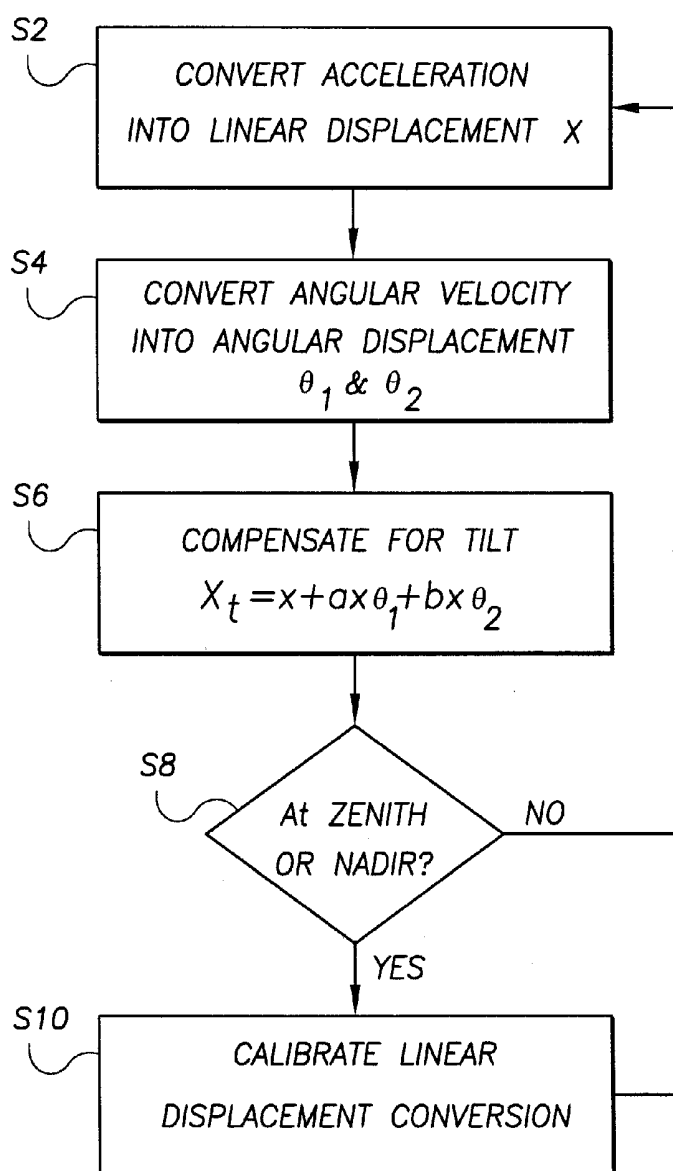 S2
CONVERT ACCELERATION
INTO LINEAR DISPLACEMENT X
S4
CONVERT ANGULAR VELOCITY
INTO ANGULAR DISPLACEMENT
θ₁ & θ₂
S6
COMPENSATE FOR TILT
Xₜ=x+axθ₁+bxθ₂
S8
At ZENITH
OR NADIR?
NO
YES
S10
CALIBRATE LINEAR
DISPLACEMENT CONVERSION